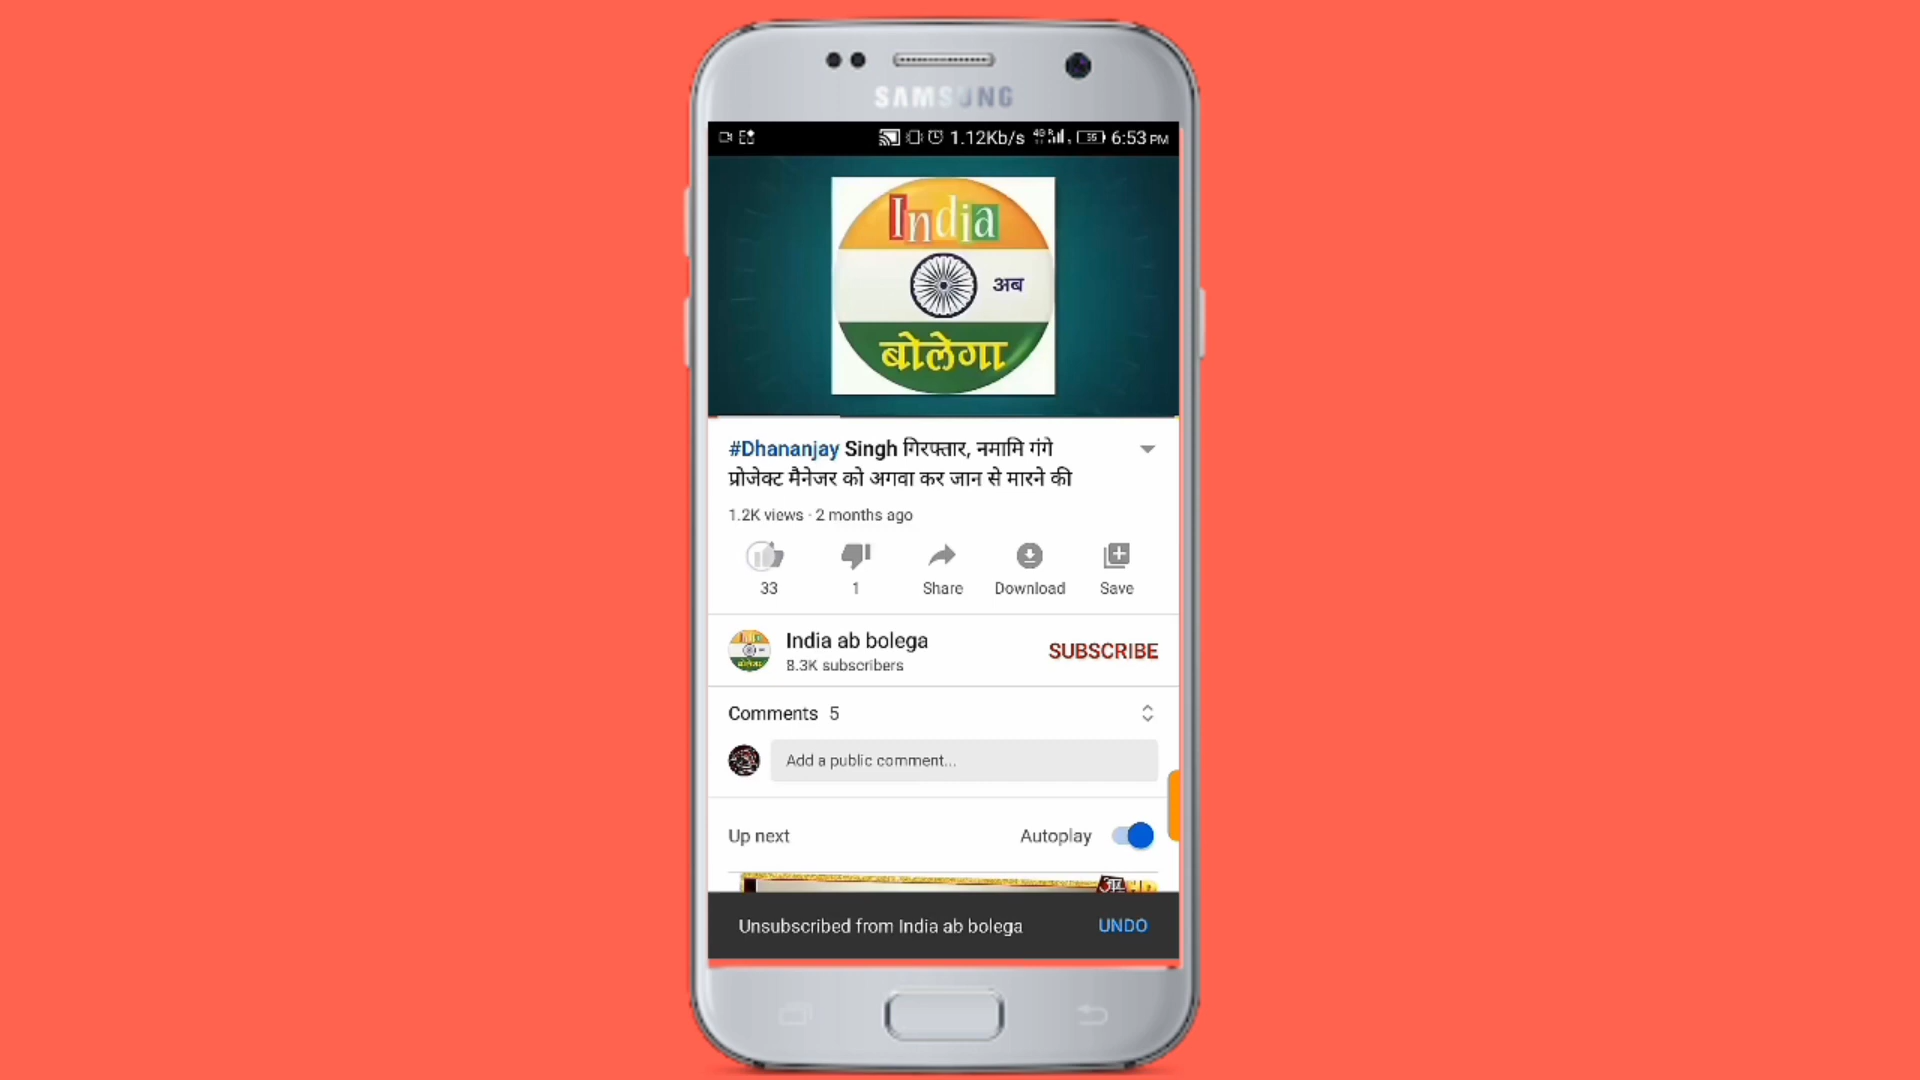 SAMSUNG
1.12Kb/s 4G R 35 6:53 PM
India
अब
बोलेगा
#Dhananjay Singh गिरफ्तार, नमामि गंगे
प्रोजेक्ट मैनेजर को अगवा कर जान से मारने की
1.2K views · 2 months ago
33 1 Share Download Save
India ab bolega
8.3K subscribers
SUBSCRIBE
Comments 5
Add a public comment...
Up next Autoplay
Unsubscribed from India ab bolega UNDO